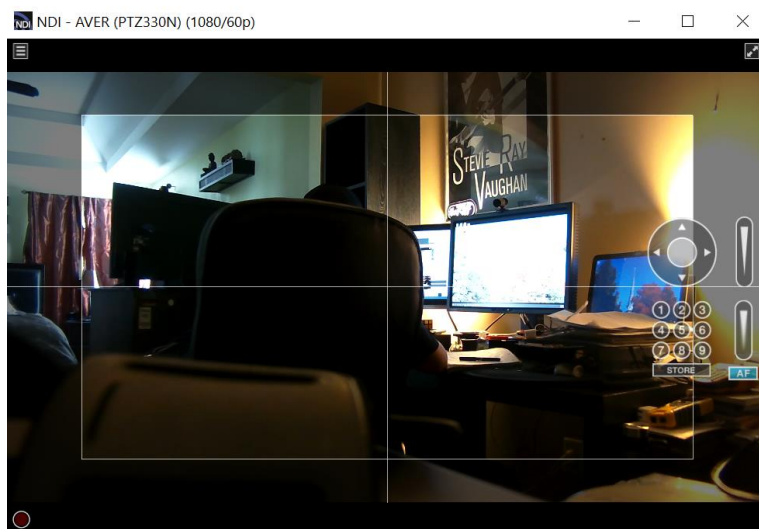 NDI - AVER (PTZ330N) (1080/60p)
STEVIE RAY
VAUGHAN
1 2 3
4 5 6
7 8 9
STORE
AF